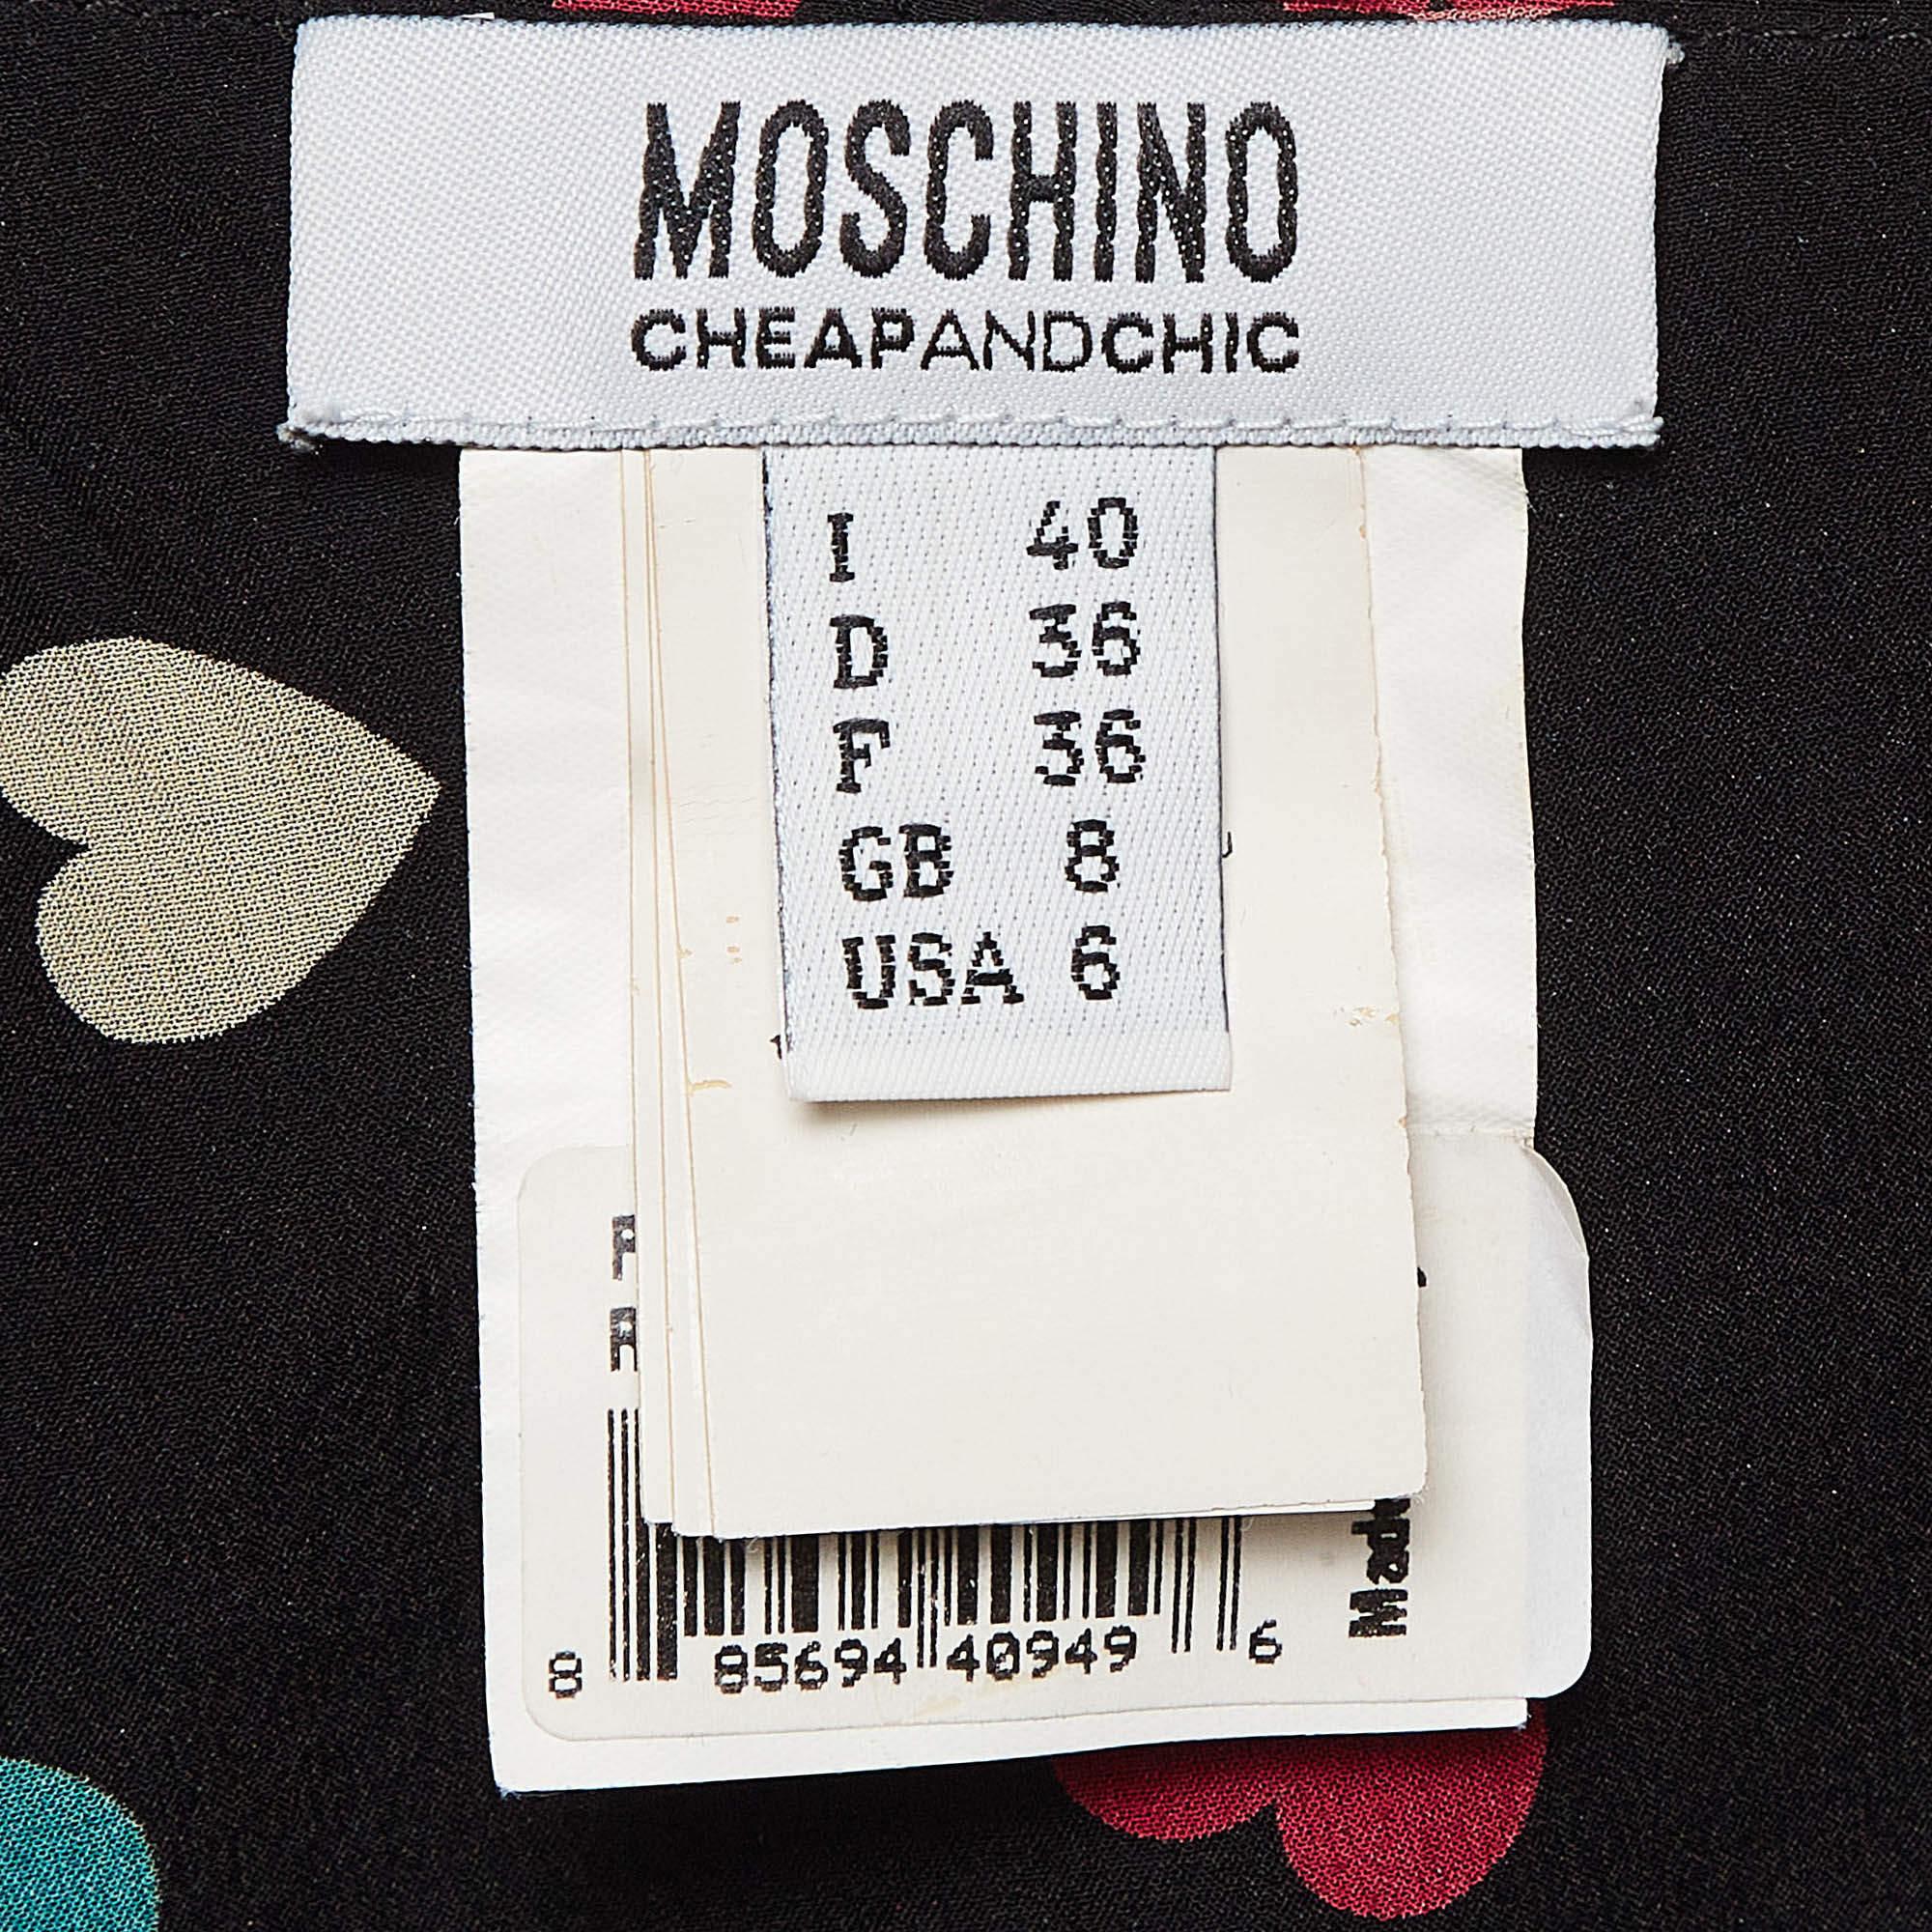 MOSCHINO
CHEAPANDCHIC
I 40
D 36
F 36
GB 8
USA 6
8 85694 40949 6